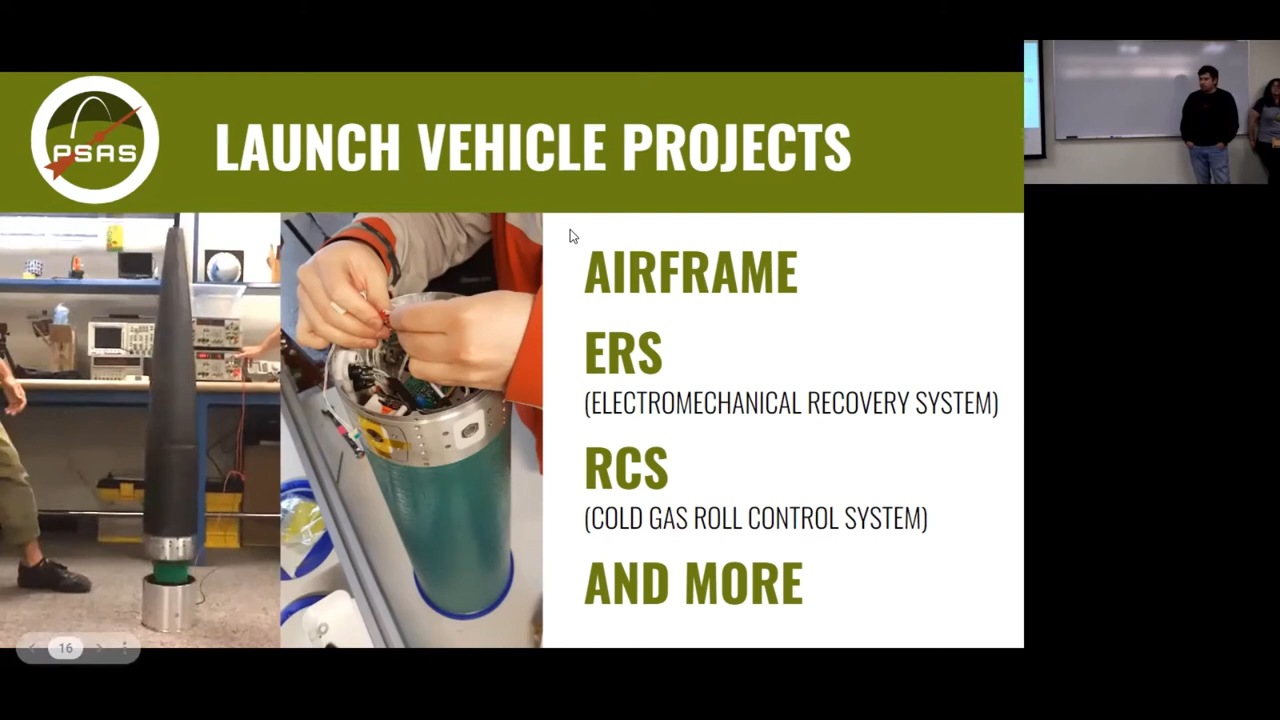 PSAS
LAUNCH VEHICLE PROJECTS
AIRFRAME
ERS
(ELECTROMECHANICAL RECOVERY SYSTEM)
RCS
(COLD GAS ROLL CONTROL SYSTEM)
AND MORE
16